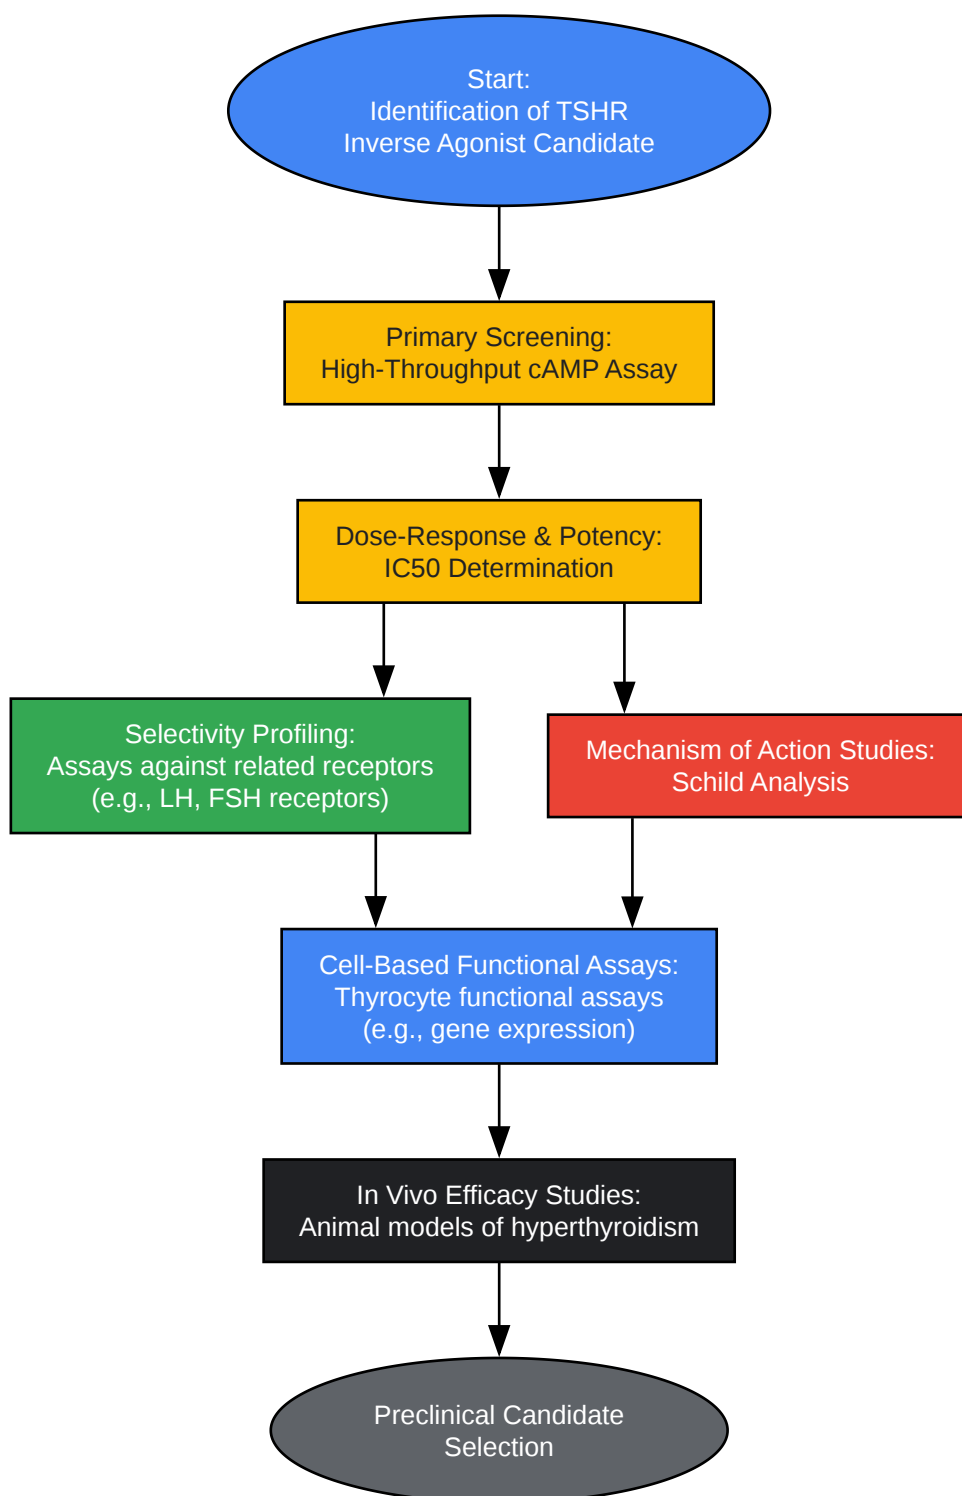 Start:
Identification of TSHR
Inverse Agonist Candidate
Primary Screening:
High-Throughput cAMP Assay
Dose-Response & Potency:
IC50 Determination
Selectivity Profiling:
Assays against related receptors
(e.g., LH, FSH receptors)
Mechanism of Action Studies:
Schild Analysis
Cell-Based Functional Assays:
Thyrocyte functional assays
(e.g., gene expression)
In Vivo Efficacy Studies:
Animal models of hyperthyroidism
Preclinical Candidate
Selection